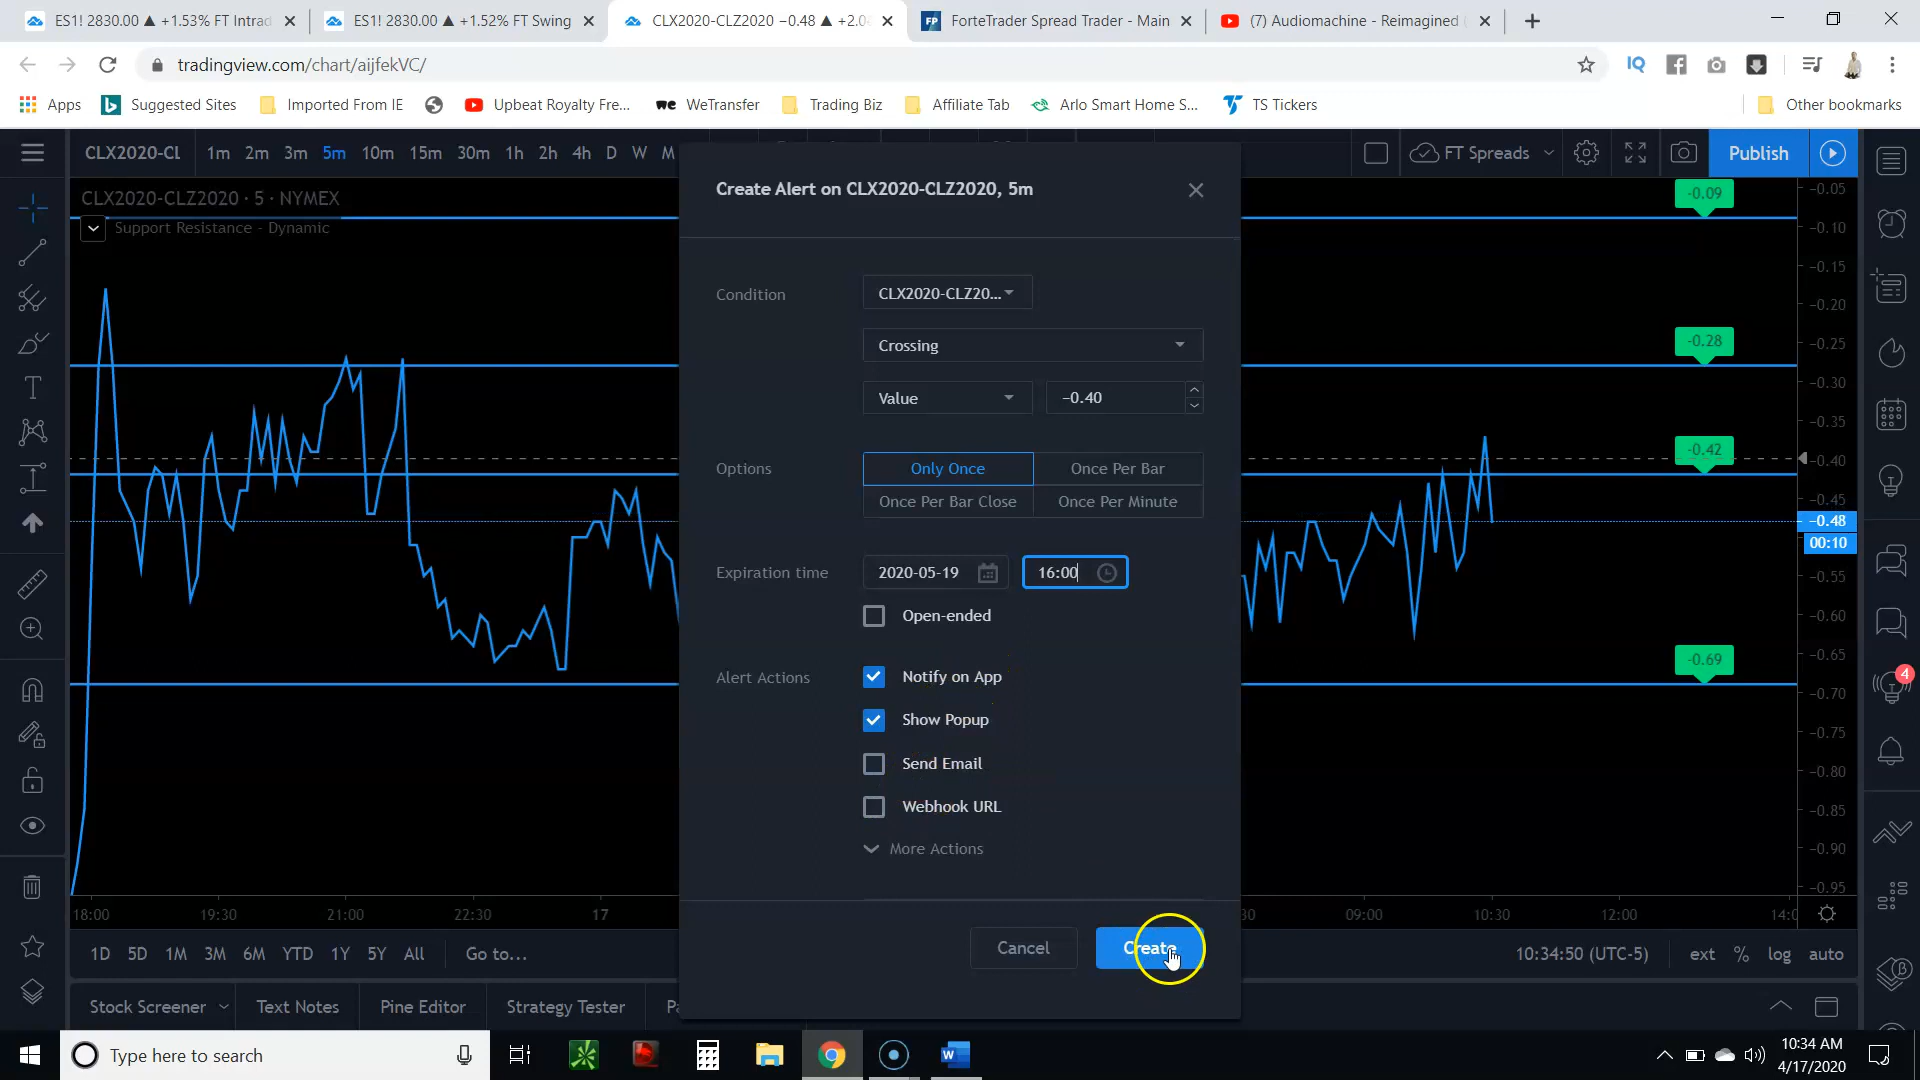 ES1! 2830.00 ▲ +1.53% FT Intrad
ES1! 2830.00 ▲ +1.52% FT Swing
CLX2020-CLZ2020 −0.48 ▲ +2.0
ForteTrader Spread Trader - Main
(7) Audiomachine - Reimagined
tradingview.com/chart/aijfekVC/
Apps
Suggested Sites
Imported From IE
Upbeat Royalty Fre...
WeTransfer
Trading Biz
Affiliate Tab
Arlo Smart Home S...
TS Tickers
Other bookmarks
CLX2020-CL 1m 2m 3m 5m 10m 15m 30m 1h 2h 4h D W M
FT Spreads
Publish
CLX2020-CLZ2020 · 5 · NYMEX
Support Resistance - Dynamic
Create Alert on CLX2020-CLZ2020, 5m
Condition
CLX2020-CLZ20...
Crossing
Value
−0.40
Options
Only Once
Once Per Bar
Once Per Bar Close
Once Per Minute
Expiration time
2020-05-19
16:00
Open-ended
Alert Actions
Notify on App
Show Popup
Send Email
Webhook URL
More Actions
Cancel
Create
-0.09
-0.28
-0.42
-0.69
−0.05
−0.10
−0.15
−0.20
−0.25
−0.30
−0.35
−0.40
−0.45
−0.48
00:10
−0.55
−0.60
−0.65
−0.70
−0.75
−0.80
−0.85
−0.90
−0.95
4
18:00 19:30 21:00 22:30 17
30 09:00 10:30 12:00 14:0
1D 5D 1M 3M 6M YTD 1Y 5Y All Go to...
10:34:50 (UTC-5) ext % log auto
Stock Screener Text Notes Pine Editor Strategy Tester Pa
Type here to search
10:34 AM
4/17/2020